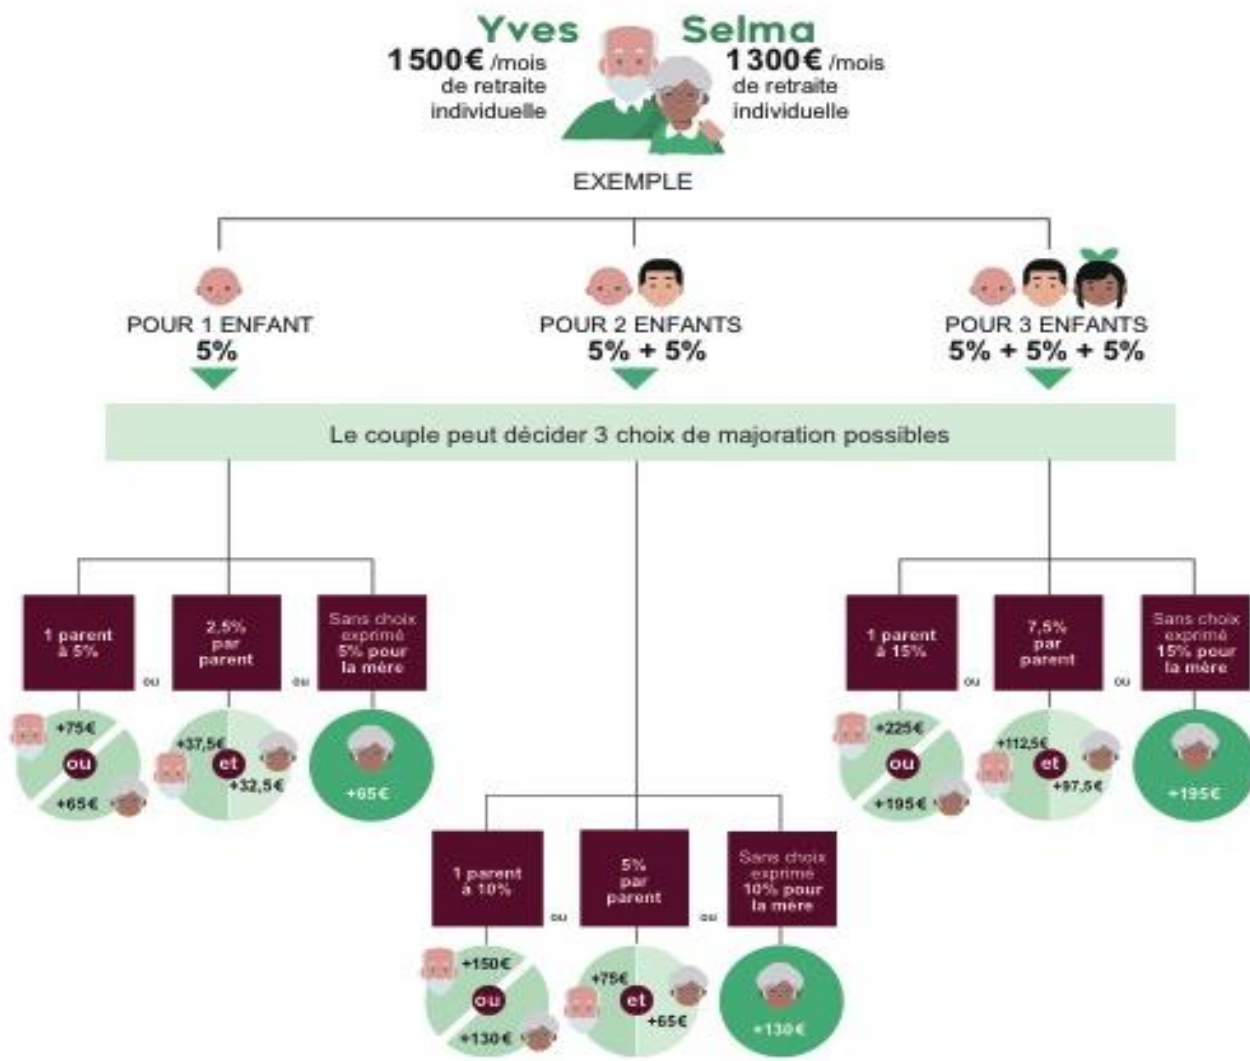 Yves
1500€ /mois
de retraite
individuelle
Selma
1300€ /mois
de retraite
individuelle
EXEMPLE
POUR 1 ENFANT
5%
POUR 2 ENFANTS
5% + 5%
POUR 3 ENFANTS
5% + 5% + 5%
Le couple peut décider 3 choix de majoration possibles
1 parent
à 5%
ou
2,5%
par
parent
ou
Sans choix
exprimé
5% pour
la mère
+75€
ou
+65€
+37,5€
et
+32,5€
+65€
1 parent
à 10%
ou
5%
par
parent
ou
Sans choix
exprimé
10% pour
la mère
+150€
ou
+130€
+75€
et
+65€
+130€
1 parent
à 15%
ou
7,5%
par
parent
ou
Sans choix
exprimé
15% pour
la mère
+225€
ou
+195€
+112,5€
et
+97,5€
+195€